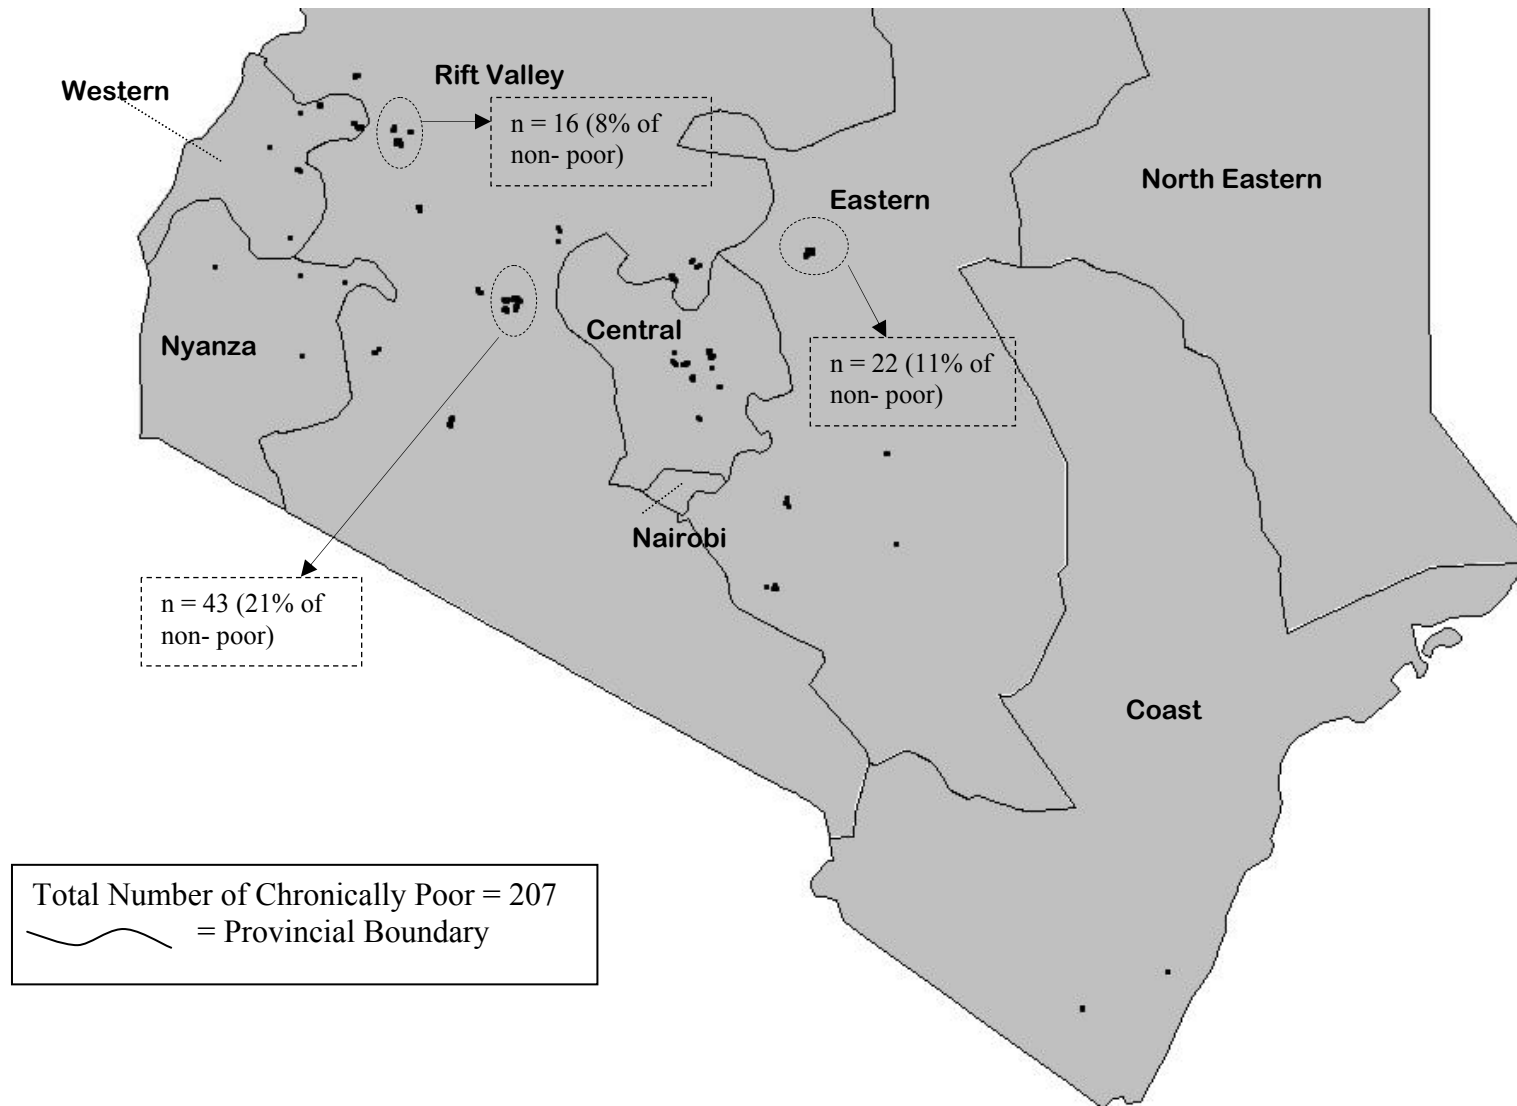 Rift Valley
Western
n = 16 (8% of
non- poor)
North Eastern
Eastern
Central
Nyanza
n = 22 (11% of
non- poor)
Nairobi
n = 43 (21% of
non- poor)
Coast
Total Number of Chronically Poor = 207
= Provincial Boundary